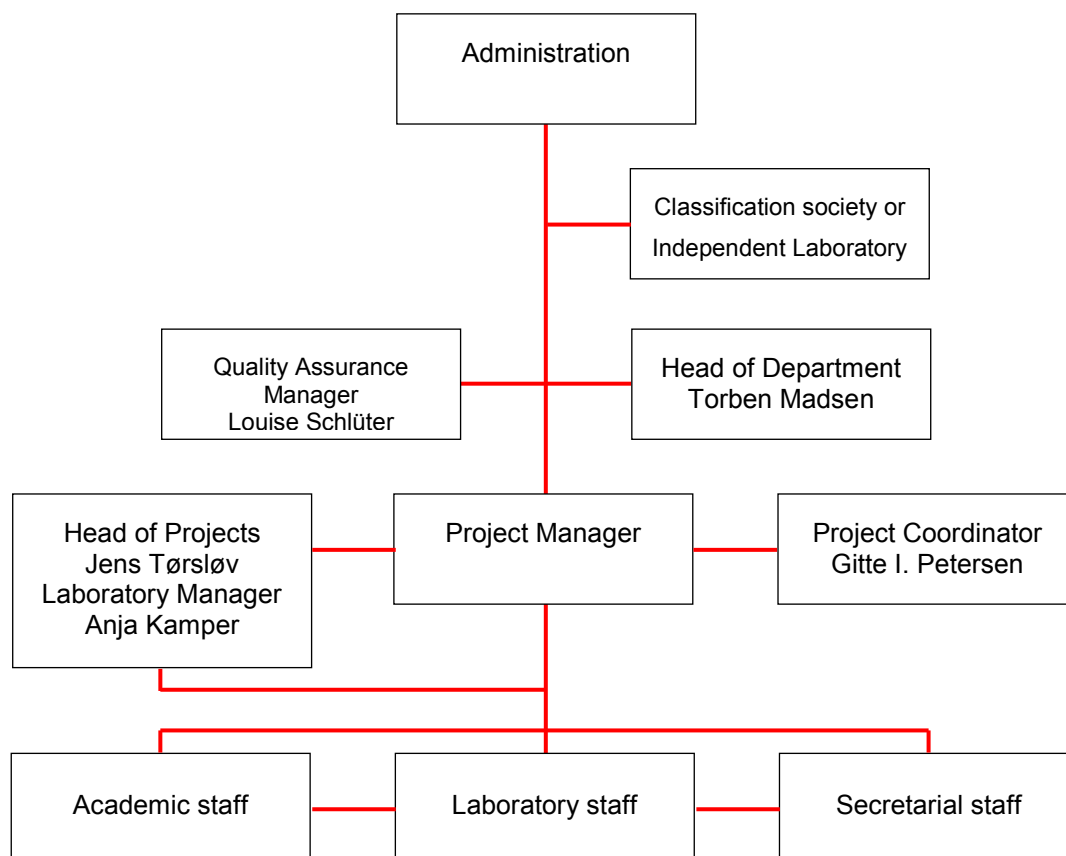 Administration
Classification society or
Independent Laboratory
Quality Assurance
Manager
Louise Schlüter
Head of Department
Torben Madsen
Head of Projects
Jens Tørsløv
Laboratory Manager
Anja Kamper
Project Manager
Project Coordinator
Gitte I. Petersen
Academic staff
Laboratory staff
Secretarial staff